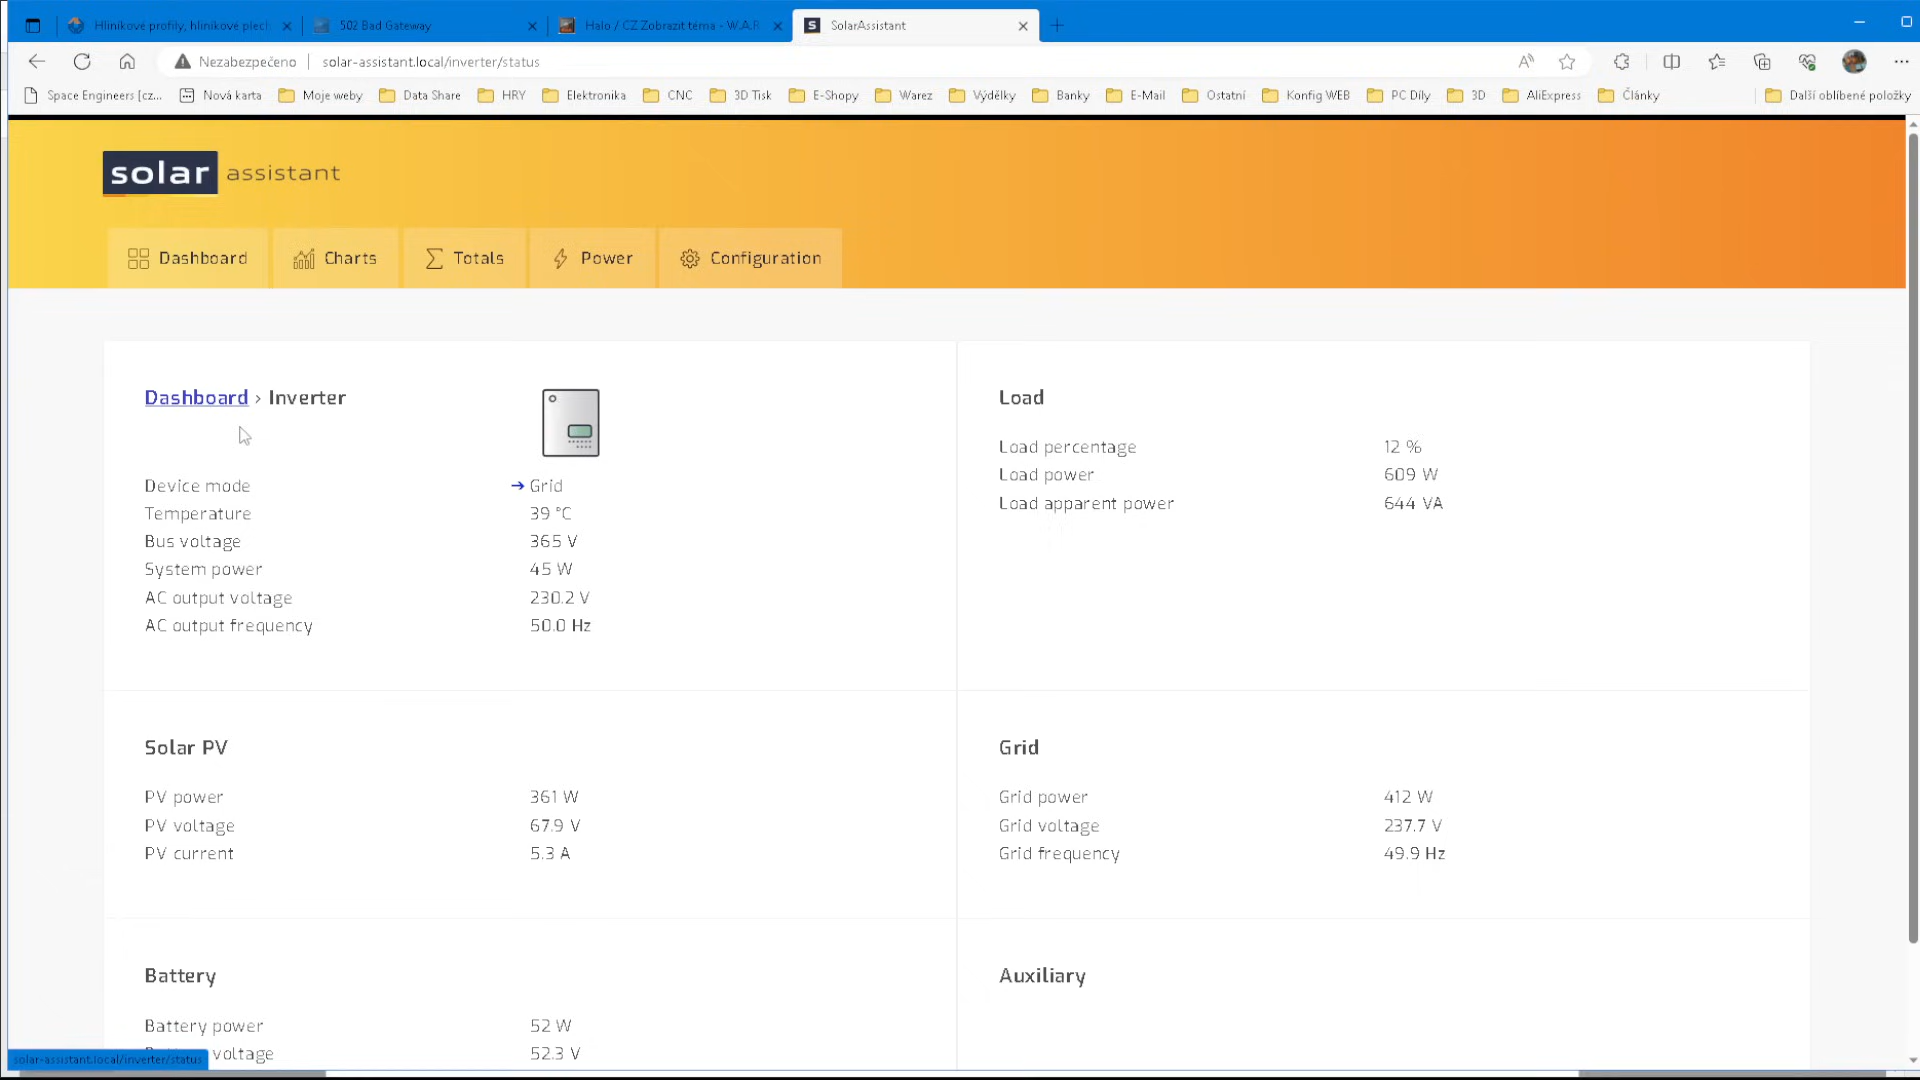 Hliníkové profily, hliníkové plech
502 Bad Gateway
Halo / CZ Zobrazit téma - W.A.R
SolarAssistant
Nezabezpečeno
solar-assistant.local/inverter/status
Space Engineers [cz...
Nová karta
Moje weby
Data Share
HRY
Elektronika
CNC
3D Tisk
E-Shopy
Warez
Výdělky
Banky
E-Mail
Ostatní
Konfig WEB
PC Díly
3D
AliExpress
Články
Další oblíbené položky
solar assistant
Dashboard
Charts
Totals
Power
Configuration
Dashboard › Inverter
Device mode → Grid
Temperature 39 °C
Bus voltage 365 V
System power 45 W
AC output voltage 230.2 V
AC output frequency 50.0 Hz
Load
Load percentage 12 %
Load power 609 W
Load apparent power 644 VA
Solar PV
PV power 361 W
PV voltage 67.9 V
PV current 5.3 A
Grid
Grid power 412 W
Grid voltage 237.7 V
Grid frequency 49.9 Hz
Battery
Battery power 52 W
voltage 52.3 V
Auxiliary
solar-assistant.local/inverter/status